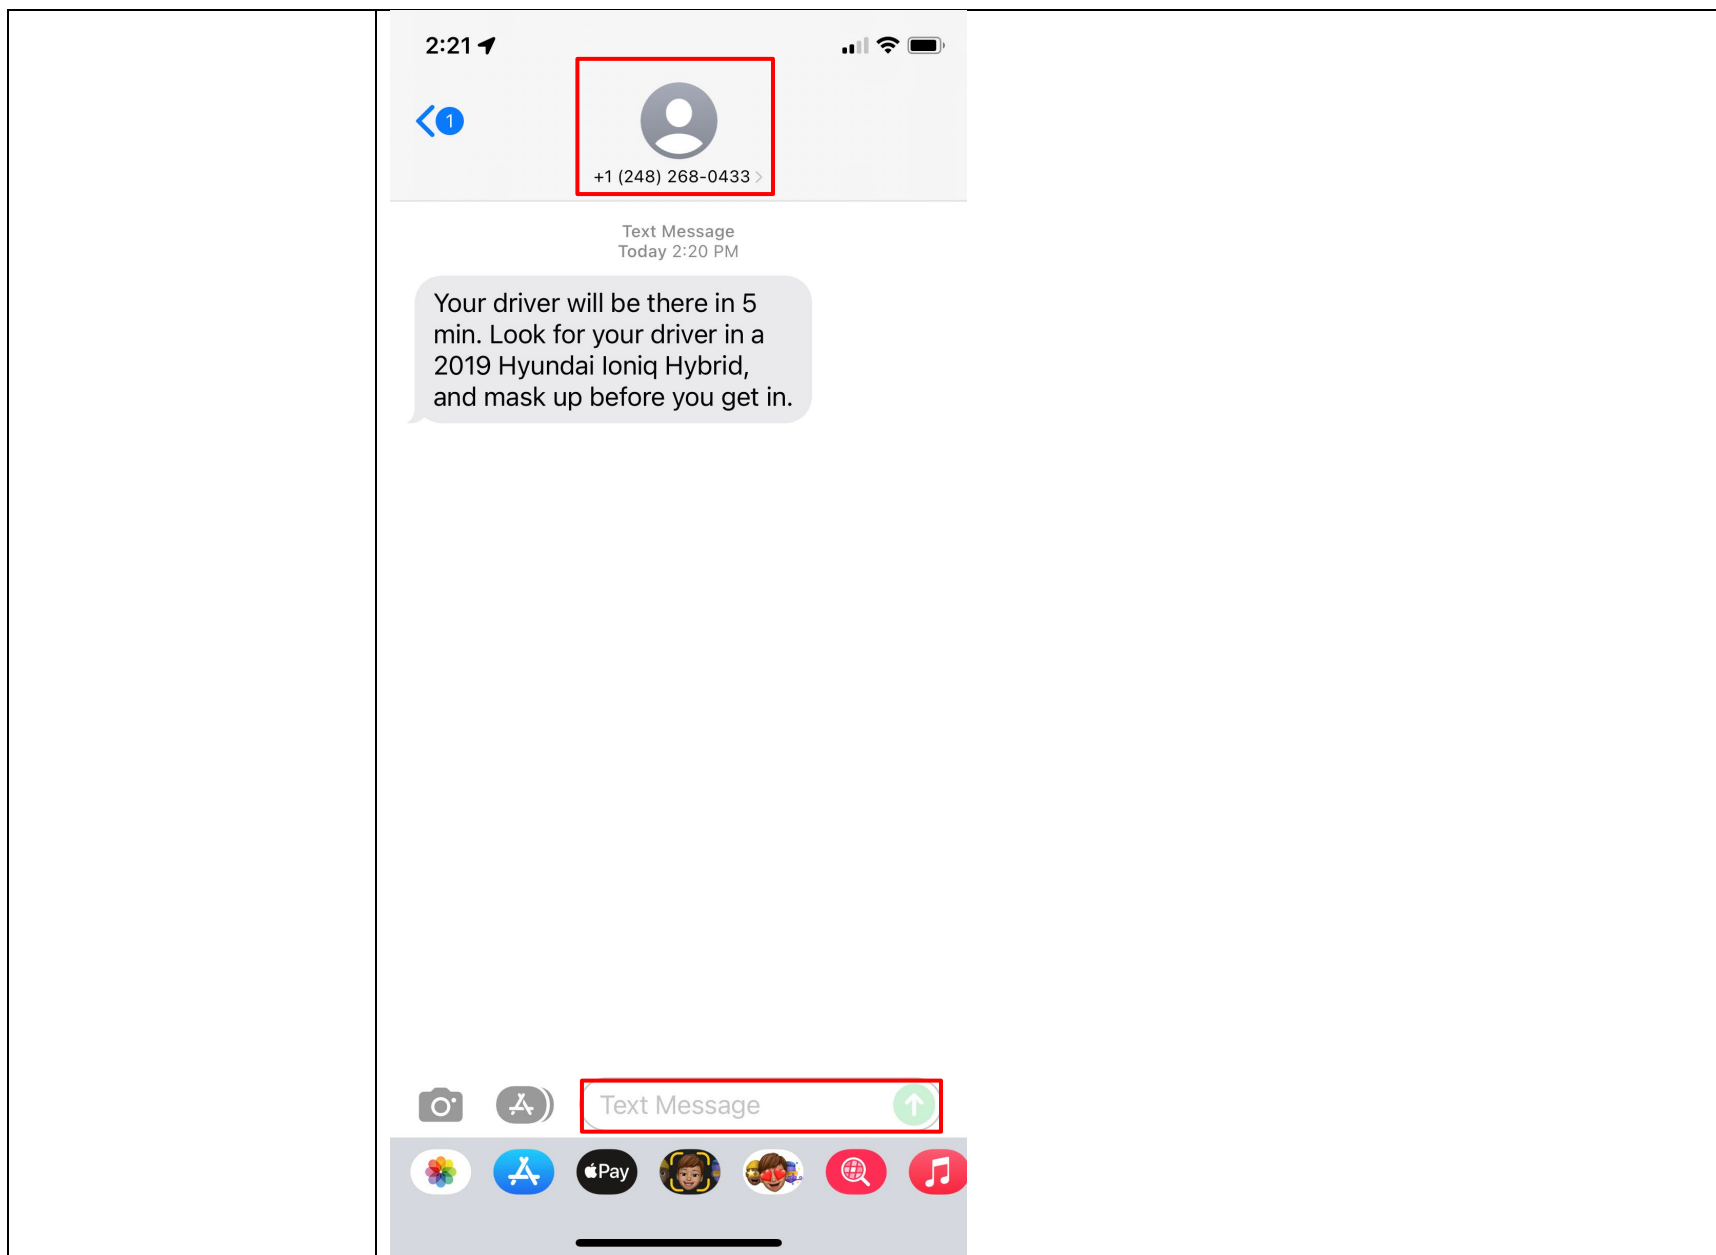 2:21
1
+1 (248) 268-0433
Text Message
Today 2:20 PM
Your driver will be there in 5
min. Look for your driver in a
2019 Hyundai Ioniq Hybrid,
and mask up before you get in.
Text Message
Pay